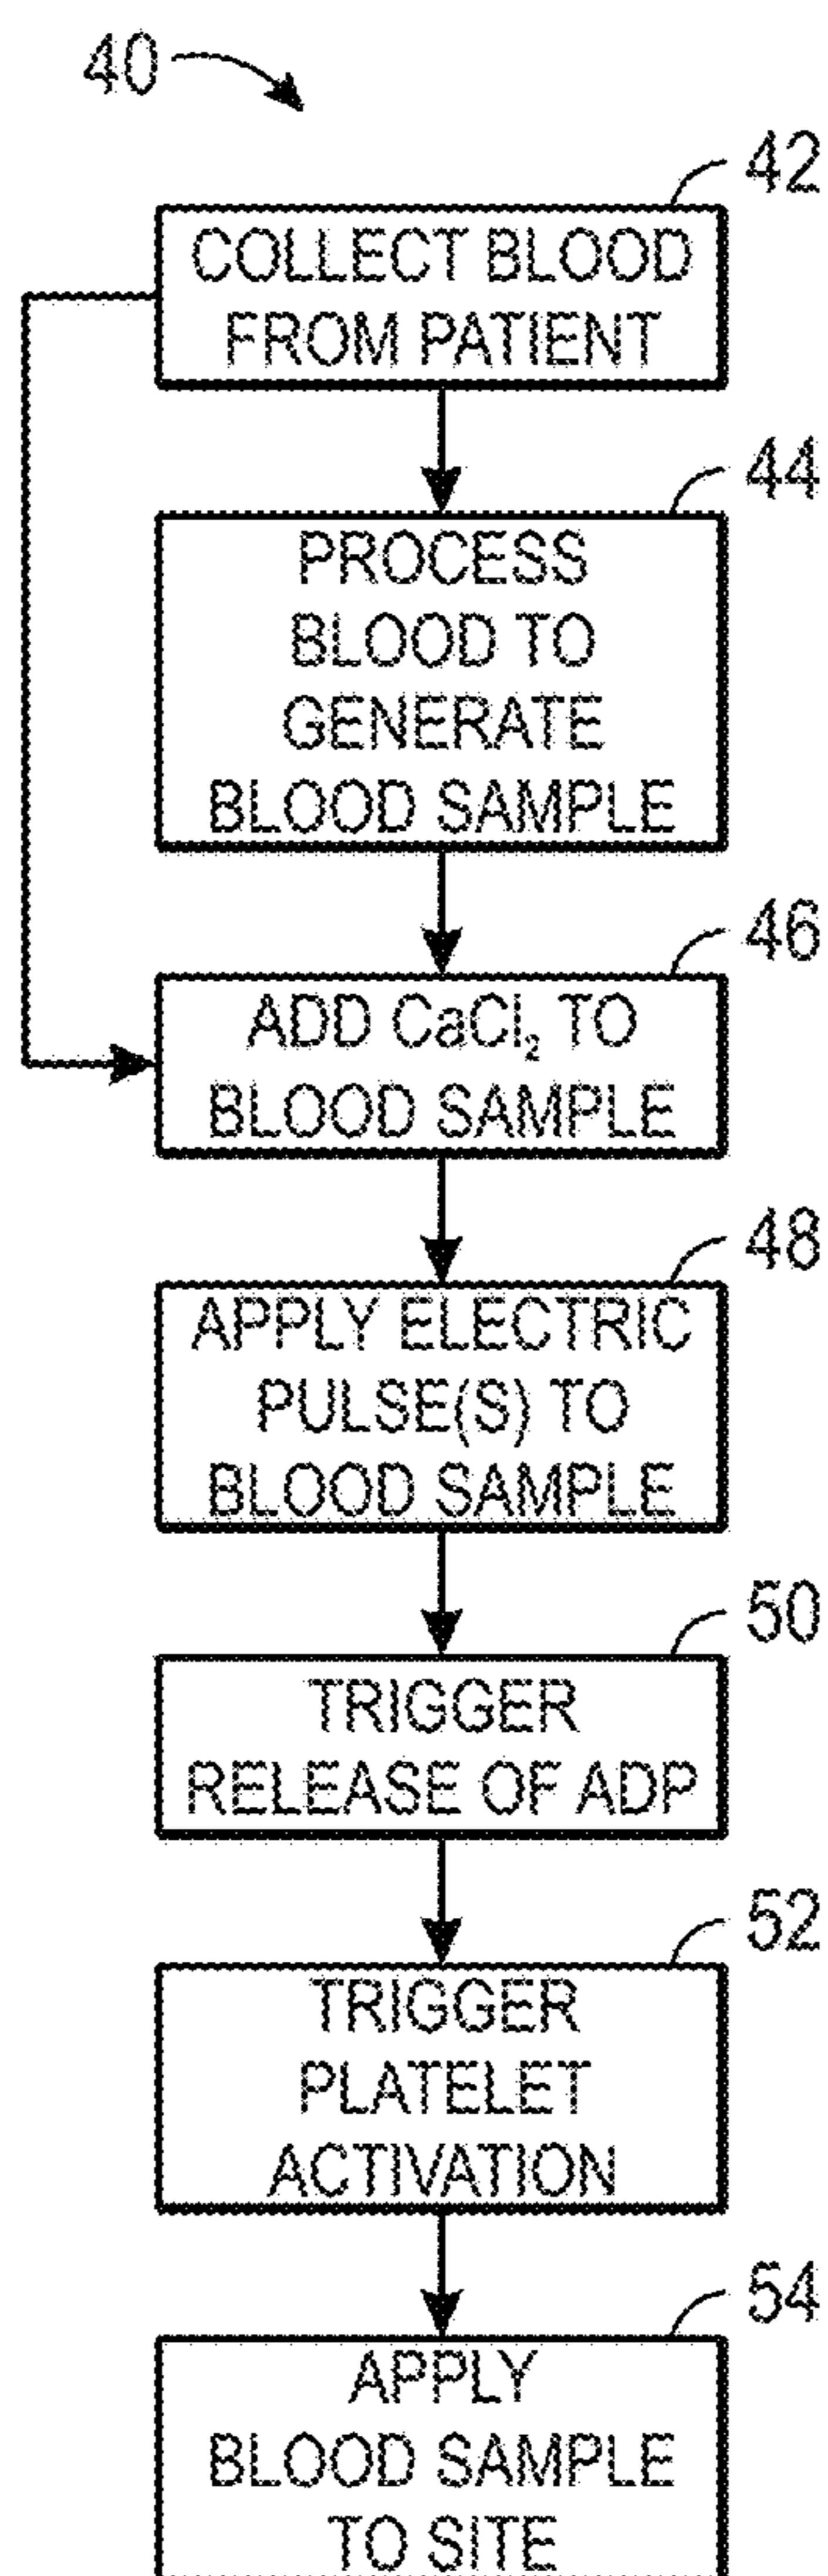 40
42
COLLECT BLOOD
FROM PATIENT
44
PROCESS
BLOOD TO
GENERATE
BLOOD SAMPLE
46
ADD CaCl₂ TO
BLOOD SAMPLE
48
APPLY ELECTRIC
PULSE(S) TO
BLOOD SAMPLE
50
TRIGGER
RELEASE OF ADP
52
TRIGGER
PLATELET
ACTIVATION
54
APPLY
BLOOD SAMPLE
TO SITE